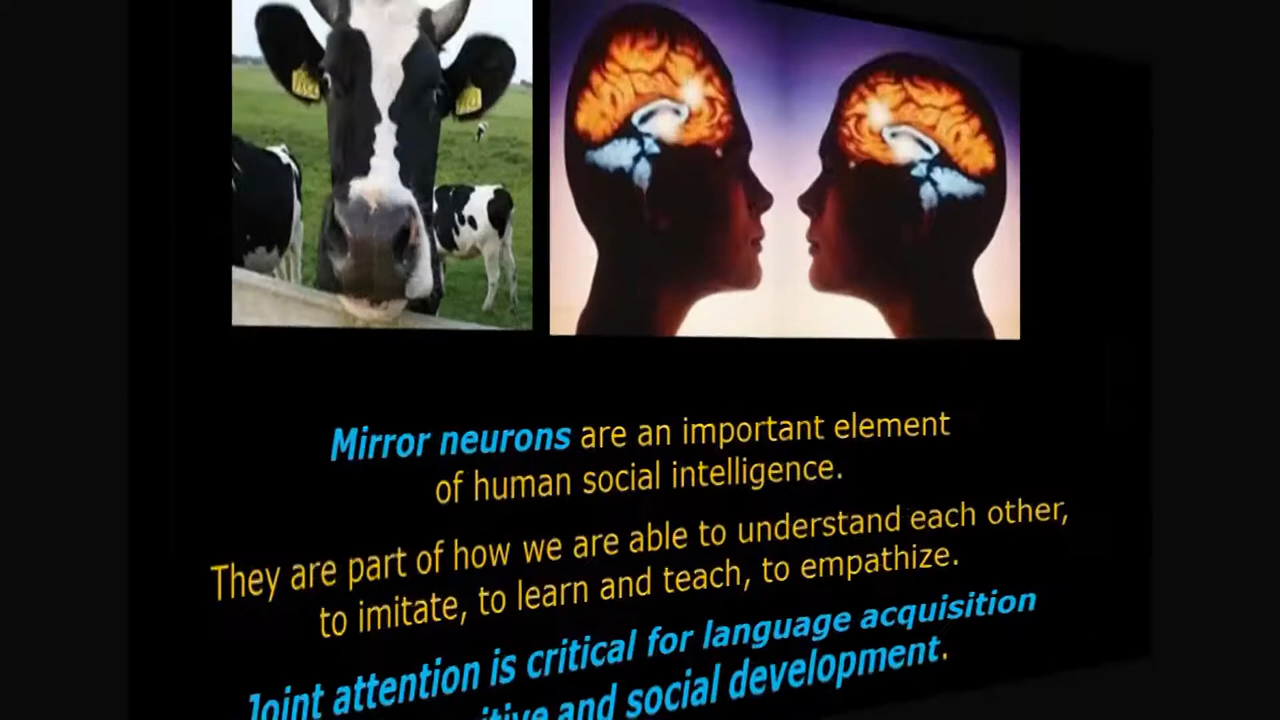 Mirror neurons are an important element
of human social intelligence.
They are part of how we are able to understand each other,
to imitate, to learn and teach, to empathize.
Joint attention is critical for language acquisition
and social development.